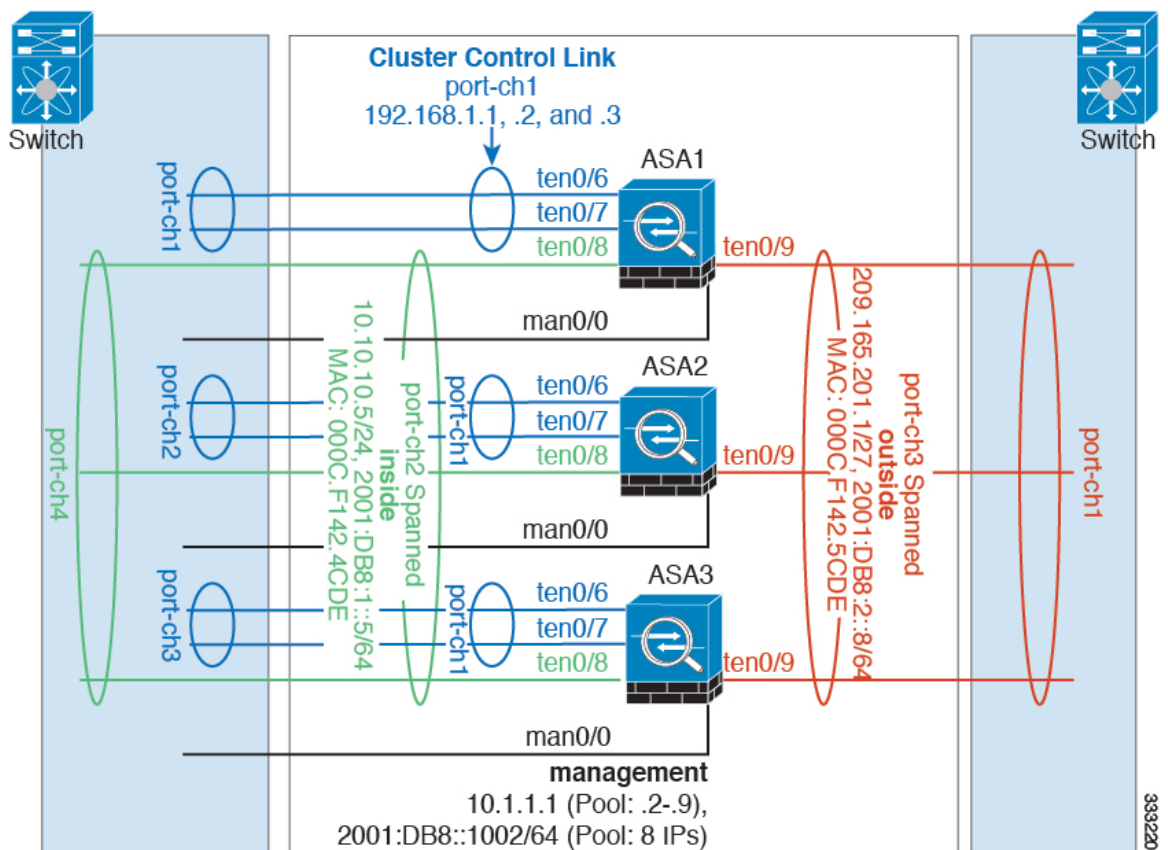 Switch
Switch
Cluster Control Link
port-ch1
192.168.1.1, .2, and .3
port-ch1
ten0/6
ten0/7
ten0/8
ASA1
ten0/9
man0/0
port-ch2
port-ch1
ten0/6
ten0/7
ten0/8
ASA2
ten0/9
man0/0
port-ch3
port-ch1
ten0/6
ten0/7
ten0/8
ASA3
ten0/9
man0/0
port-ch4
port-ch2 Spanned
inside
10.10.10.5/24, 2001:DB8:1::5/64
MAC: 000C.F142.4CDE
port-ch3 Spanned
outside
209.165.201.1/27, 2001:DB8:2::8/64
MAC: 000C.F142.5CDE
port-ch1
management
10.1.1.1 (Pool: .2-.9),
2001:DB8::1002/64 (Pool: 8 IPs)
333220